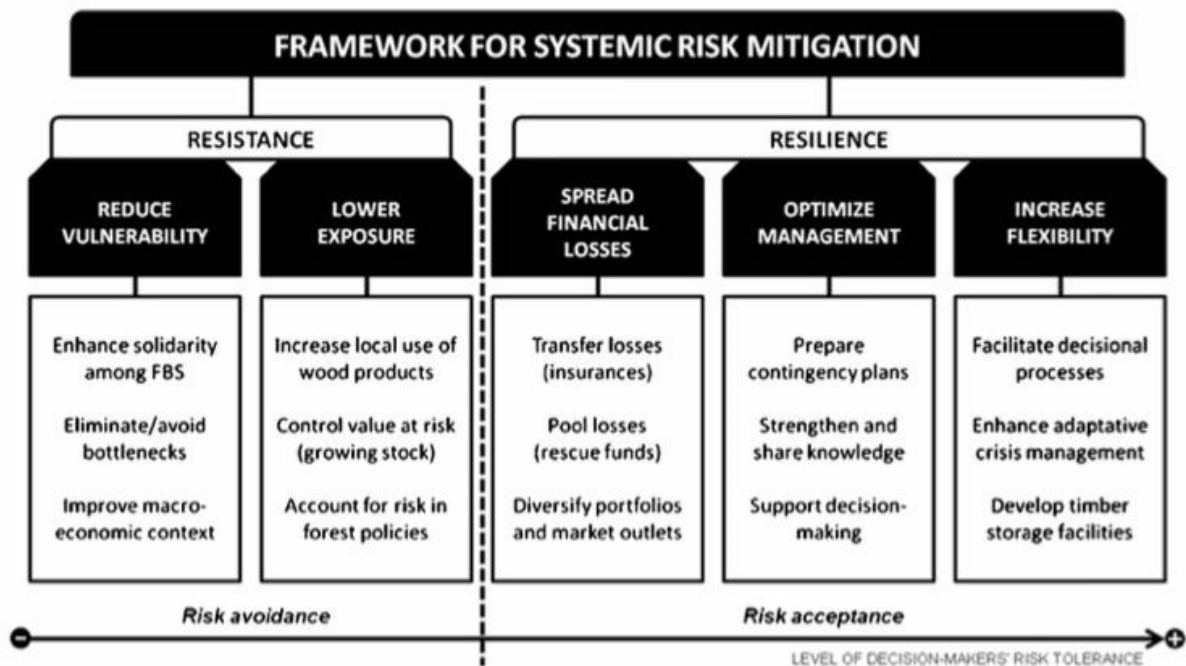 FRAMEWORK FOR SYSTEMIC RISK MITIGATION
RESISTANCE
RESILIENCE
REDUCE
VULNERABILITY
LOWER
EXPOSURE
SPREAD
FINANCIAL
LOSSES
OPTIMIZE
MANAGEMENT
INCREASE
FLEXIBILITY
Enhance solidarity
among FBS
Eliminate/avoid
bottlenecks
Improve macro-
economic context
Increase local use of
wood products
Control value at risk
(growing stock)
Account for risk in
forest policies
Transfer losses
(insurances)
Pool losses
(rescue funds)
Diversify portfolios
and market outlets
Prepare
contingency plans
Strengthen and
share knowledge
Support decision-
making
Facilitate decisional
processes
Enhance adaptative
crisis management
Develop timber
storage facilities
Risk avoidance
Risk acceptance
LEVEL OF DECISION-MAKERS' RISK TOLERANCE